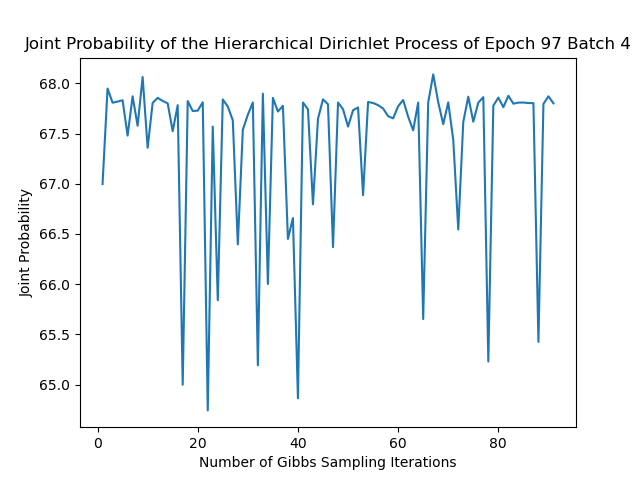 Joint Probability of the Hierarchical Dirichlet Process of Epoch 97 Batch 4
68.0
67.5
67.0
66.5
66.0
65.5
65.0
Joint Probability
0 20 40 60 80
Number of Gibbs Sampling Iterations